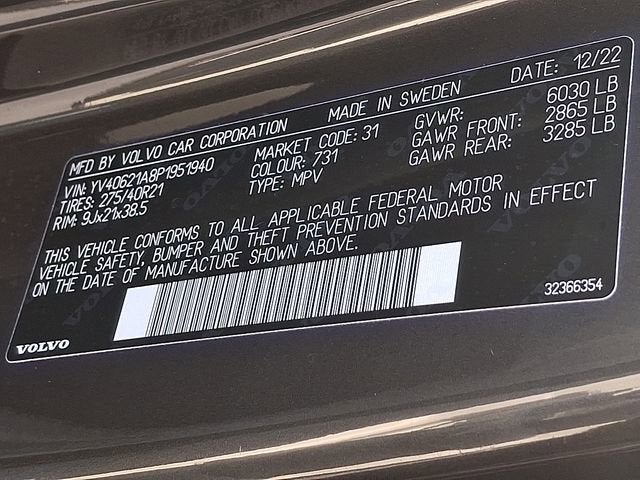 MFD BY VOLVO CAR CORPORATION MADE IN SWEDEN DATE: 12/22
VIN: YV40621A8P1951940 MARKET CODE: 31 GVWR: 6030 LB
TIRES: 275/40R21 COLOUR: 731 GAWR FRONT: 2865 LB
RIM: 9Jx21x38.5 TYPE: MPV GAWR REAR: 3285 LB
THIS VEHICLE CONFORMS TO ALL APPLICABLE FEDERAL MOTOR
VEHICLE SAFETY, BUMPER AND THEFT PREVENTION STANDARDS IN EFFECT
ON THE DATE OF MANUFACTURE SHOWN ABOVE.
32366354
VOLVO